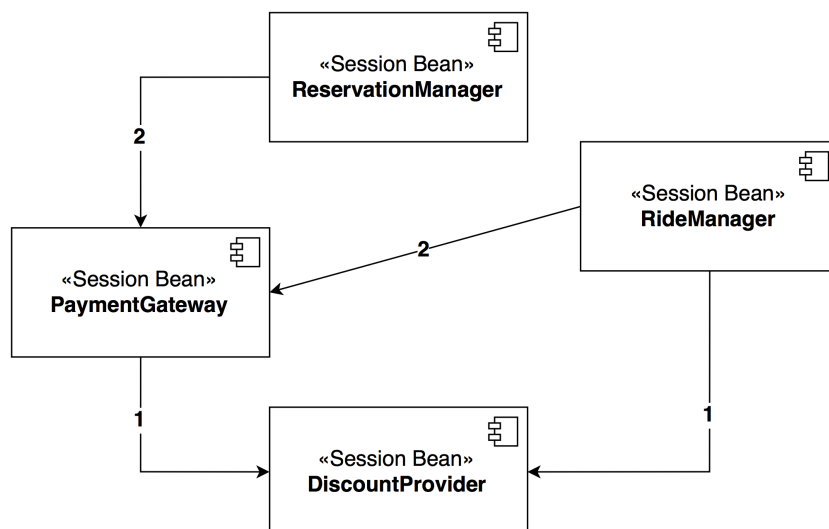 «Session Bean»
ReservationManager
2
«Session Bean»
RideManager
«Session Bean»
PaymentGateway
2
1
1
«Session Bean»
DiscountProvider